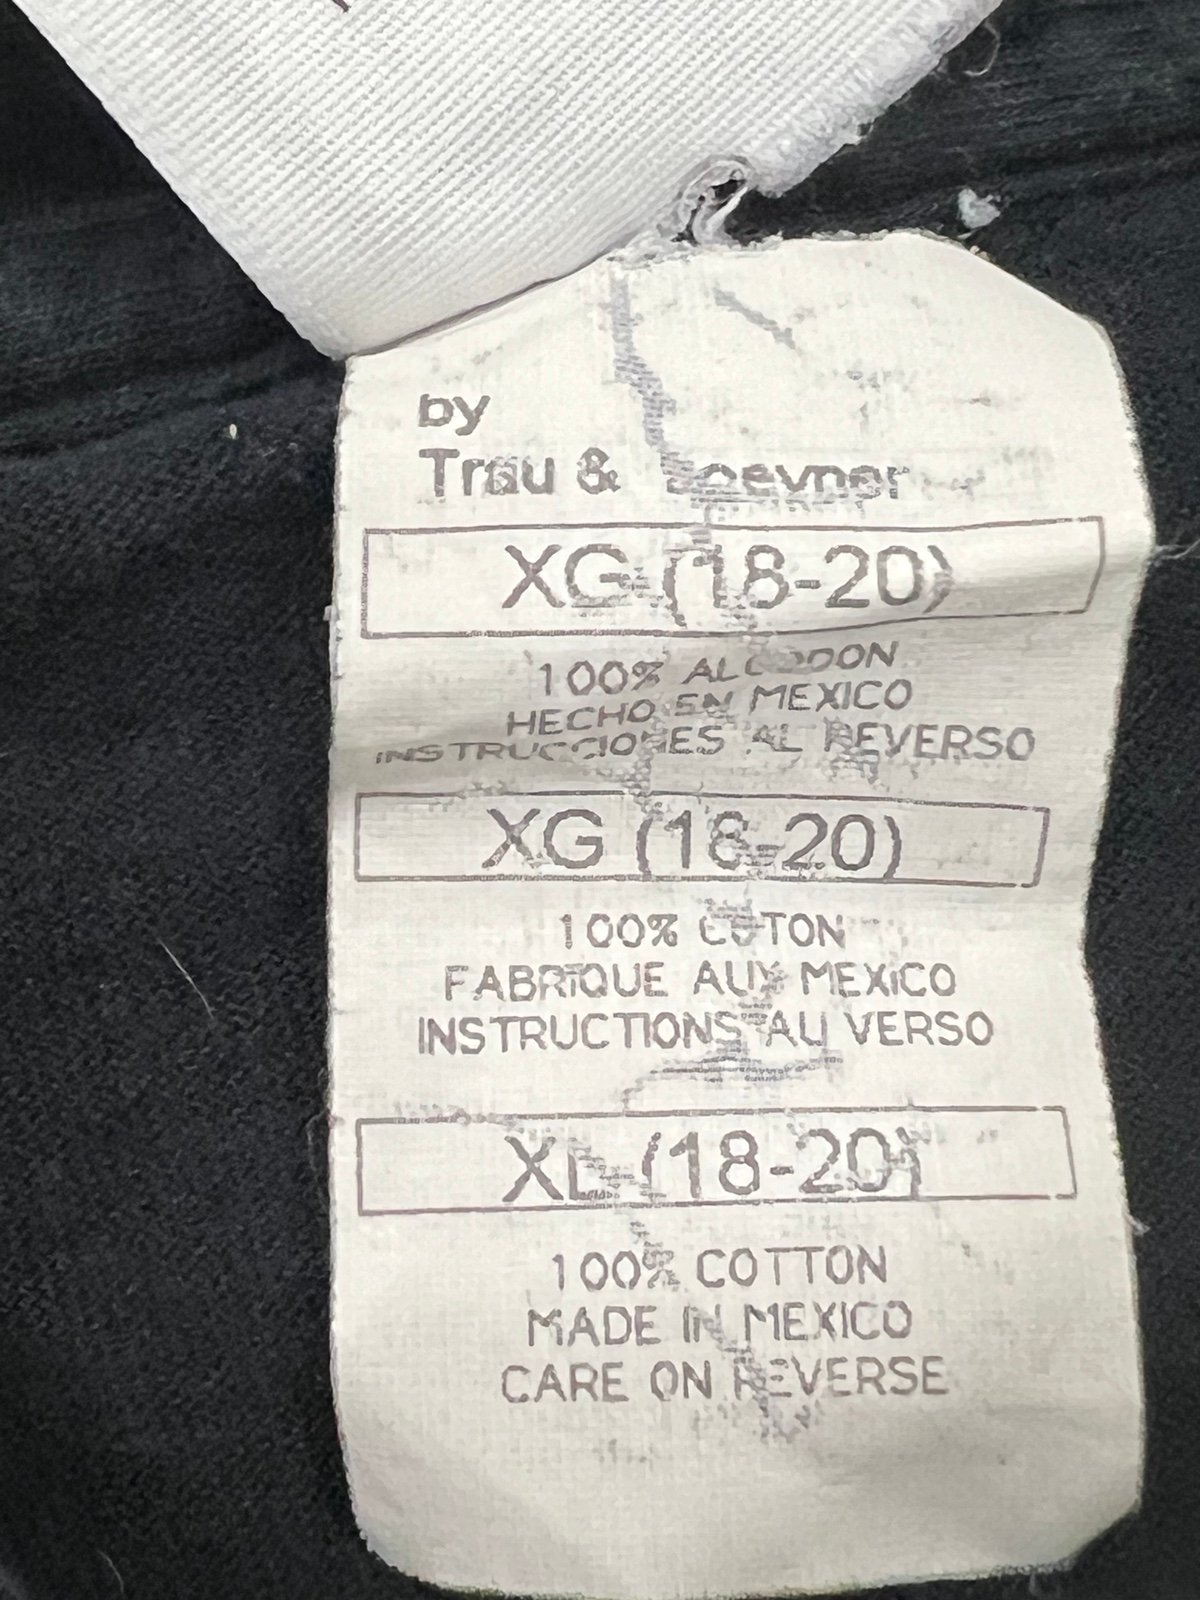 by
Trau & Loevner
XG (18-20)
100% ALGODON
HECHO EN MEXICO
INSTRUCCIONES AL REVERSO
XG (18-20)
100% COTON
FABRIQUE AUX MEXICO
INSTRUCTIONS AU VERSO
XL (18-20)
100% COTTON
MADE IN MEXICO
CARE ON REVERSE